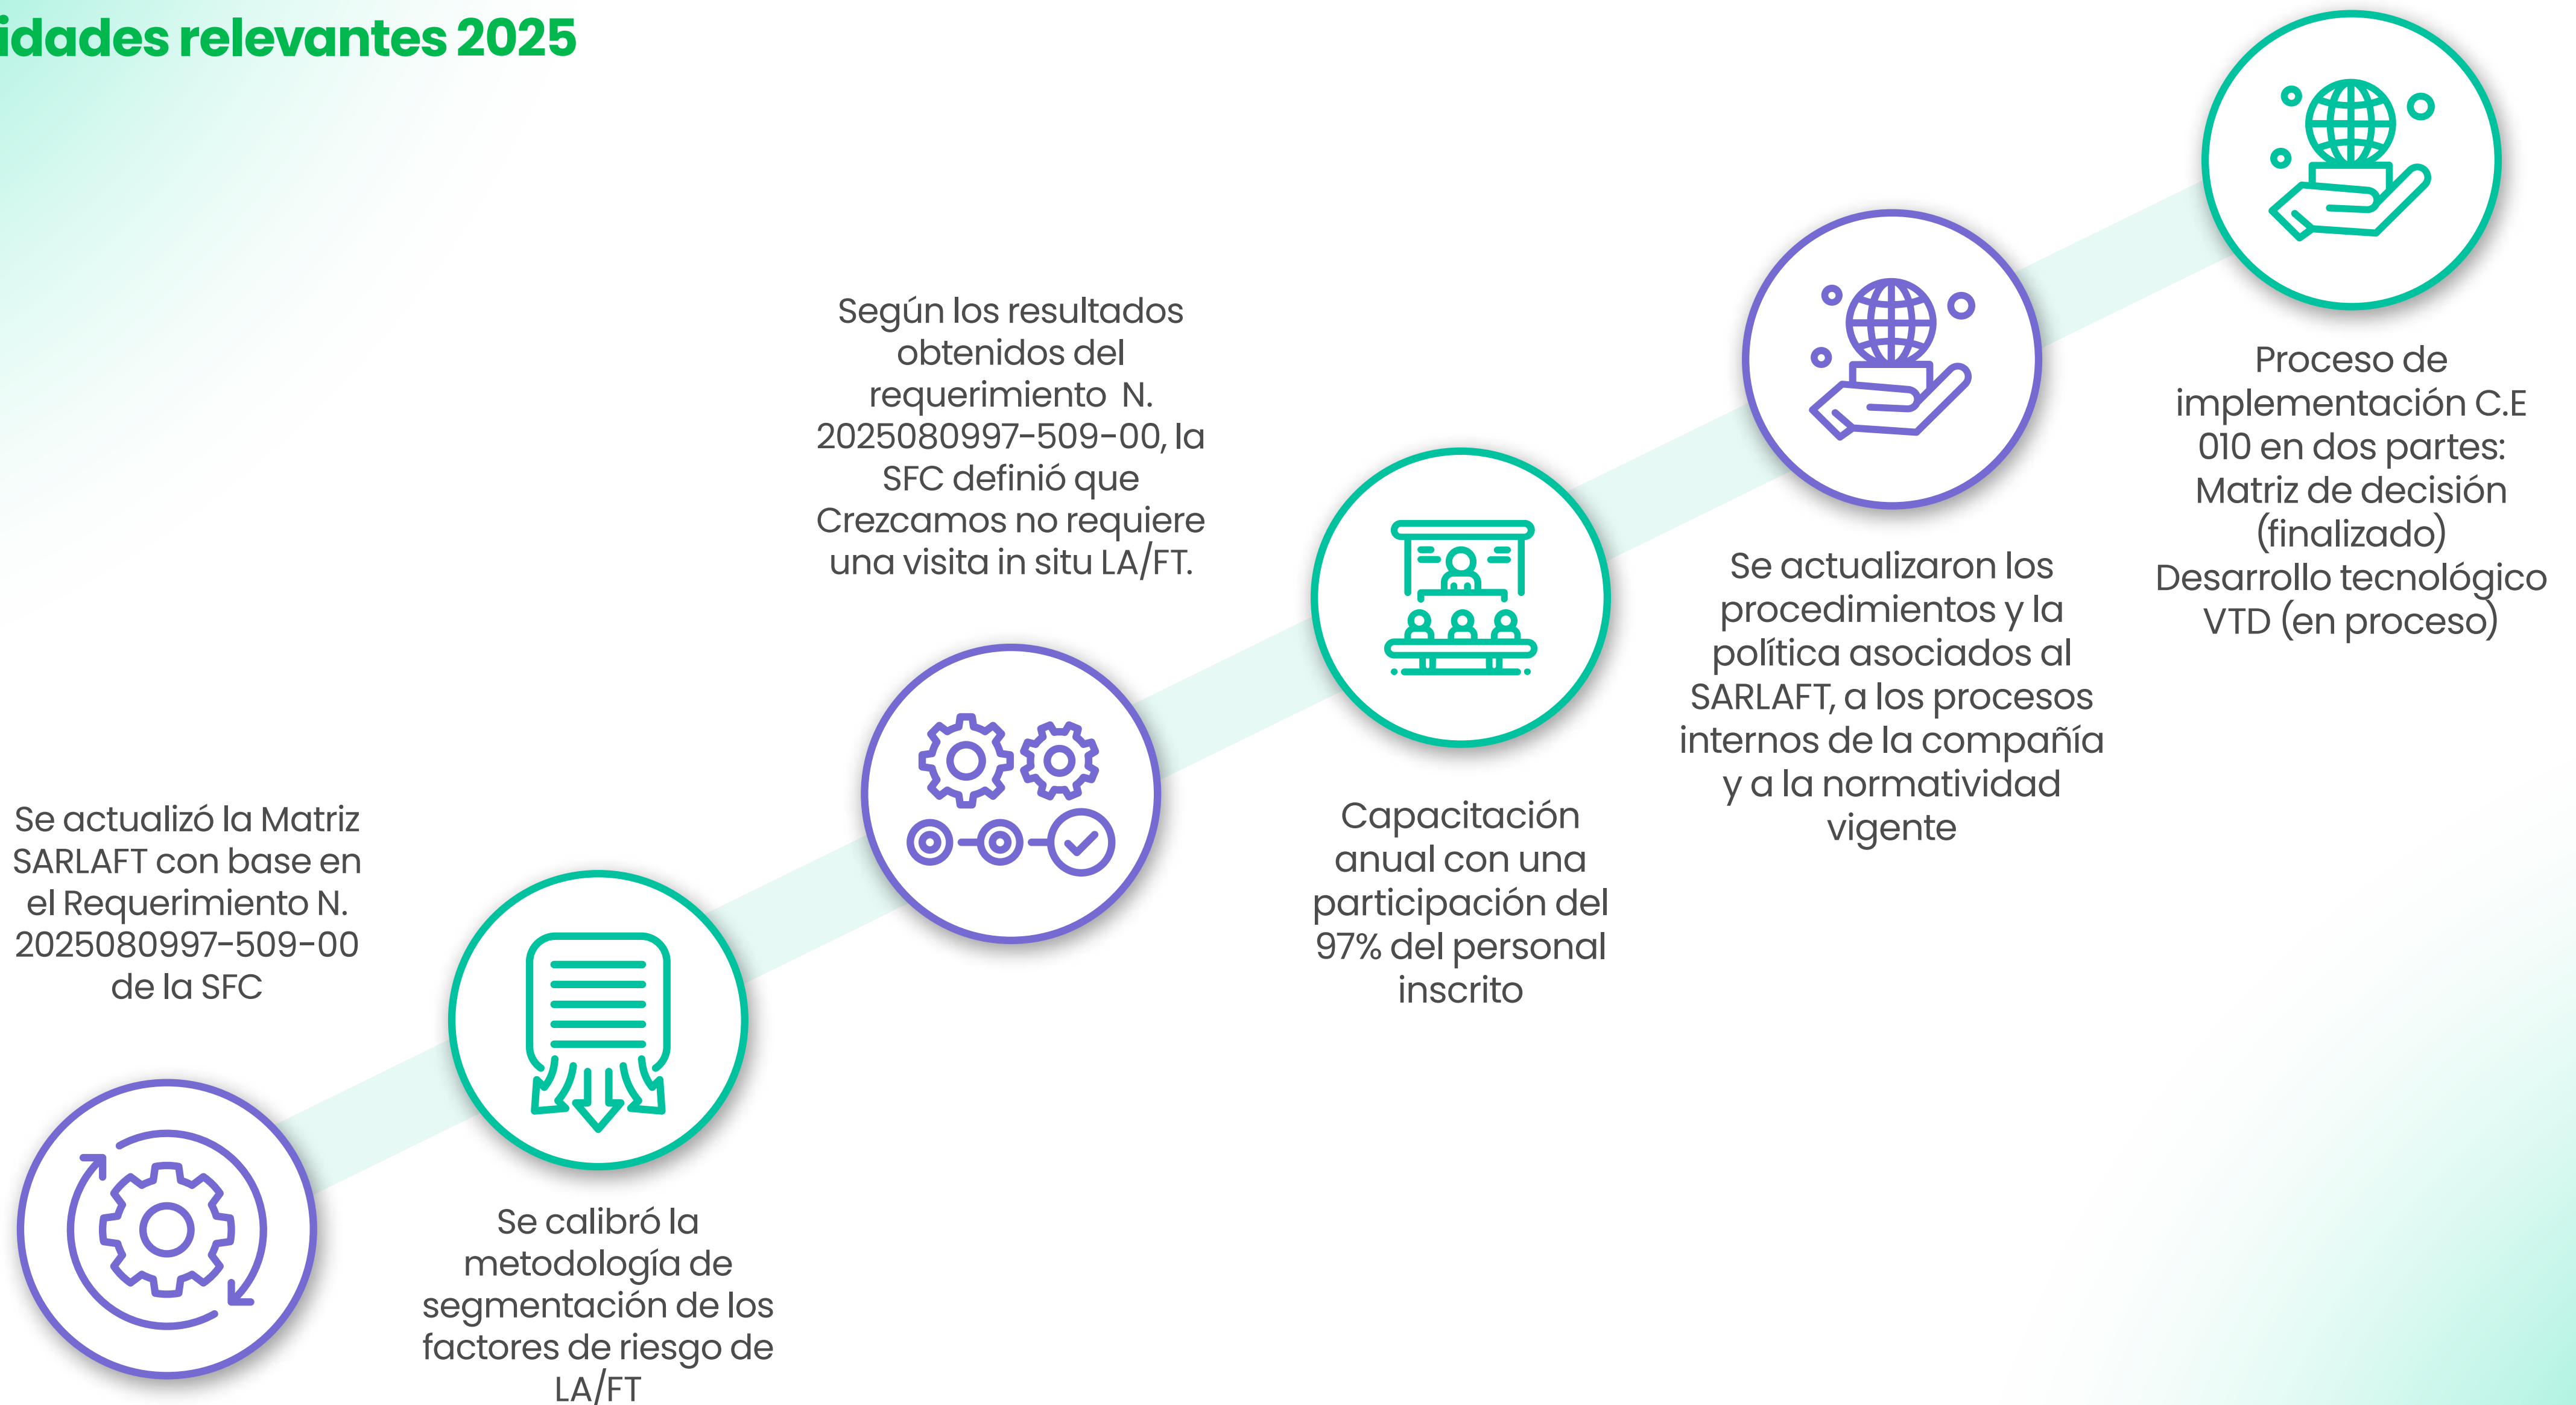 idades relevantes 2025
Se actualizó la Matriz
SARLAFT con base en
el Requerimiento N.
2025080997-509-00
de la SFC
Se calibró la
metodología de
segmentación de los
factores de riesgo de
LA/FT
Según los resultados
obtenidos del
requerimiento N.
2025080997-509-00, la
SFC definió que
Crezcamos no requiere
una visita in situ LA/FT.
Capacitación
anual con una
participación del
97% del personal
inscrito
Se actualizaron los
procedimientos y la
política asociados al
SARLAFT, a los procesos
internos de la compañía
y a la normatividad
vigente
Proceso de
implementación C.E
010 en dos partes:
Matriz de decisión
(finalizado)
Desarrollo tecnológico
VTD (en proceso)